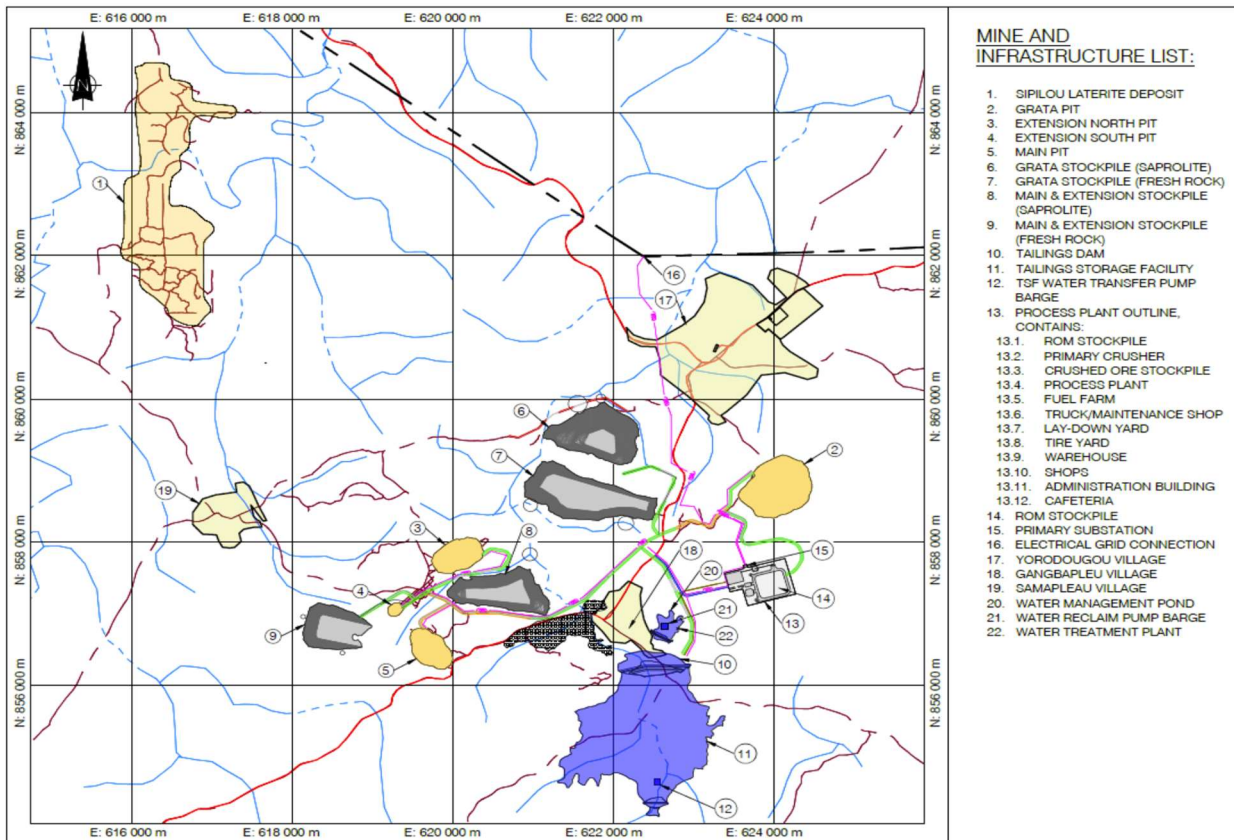 E: 616 000 m E: 618 000 m E: 620 000 m E: 622 000 m E: 624 000 m
N
N: 864 000 m
N: 862 000 m
N: 860 000 m
N: 858 000 m
N: 856 000 m
N: 864 000 m
N: 862 000 m
N: 860 000 m
N: 858 000 m
N: 856 000 m
1
16
17
6
2
7
19
3
8
18
20
15
4
21
14
9
22
13
5
10
11
12
E: 616 000 m E: 618 000 m E: 620 000 m E: 622 000 m E: 624 000 m
MINE AND
INFRASTRUCTURE LIST:
1. SIPILOU LATERITE DEPOSIT
2. GRATA PIT
3. EXTENSION NORTH PIT
4. EXTENSION SOUTH PIT
5. MAIN PIT
6. GRATA STOCKPILE (SAPROLITE)
7. GRATA STOCKPILE (FRESH ROCK)
8. MAIN & EXTENSION STOCKPILE
(SAPROLITE)
9. MAIN & EXTENSION STOCKPILE
(FRESH ROCK)
10. TAILINGS DAM
11. TAILINGS STORAGE FACILITY
12. TSF WATER TRANSFER PUMP
BARGE
13. PROCESS PLANT OUTLINE,
CONTAINS:
13.1. ROM STOCKPILE
13.2. PRIMARY CRUSHER
13.3. CRUSHED ORE STOCKPILE
13.4. PROCESS PLANT
13.5. FUEL FARM
13.6. TRUCK/MAINTENANCE SHOP
13.7. LAY-DOWN YARD
13.8. TIRE YARD
13.9. WAREHOUSE
13.10. SHOPS
13.11. ADMINISTRATION BUILDING
13.12. CAFETERIA
14. ROM STOCKPILE
15. PRIMARY SUBSTATION
16. ELECTRICAL GRID CONNECTION
17. YORODOUGOU VILLAGE
18. GANGBAPLEU VILLAGE
19. SAMAPLEAU VILLAGE
20. WATER MANAGEMENT POND
21. WATER RECLAIM PUMP BARGE
22. WATER TREATMENT PLANT